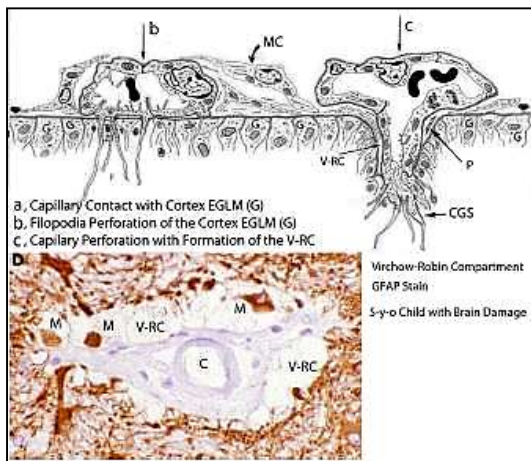 b
MC
c
G G G G G G G
V-RC
P
a, Capillary Contact with Cortex EGLM (G)
b, Filopodia Perforation of the Cortex EGLM (G)
c, Capilary Perforation with Formation of the V-RC
CGS
D
Virchow-Robin Compartment
GFAP Stain
5-y-o Child with Brain Damage
M
M
V-RC
M
C
V-RC